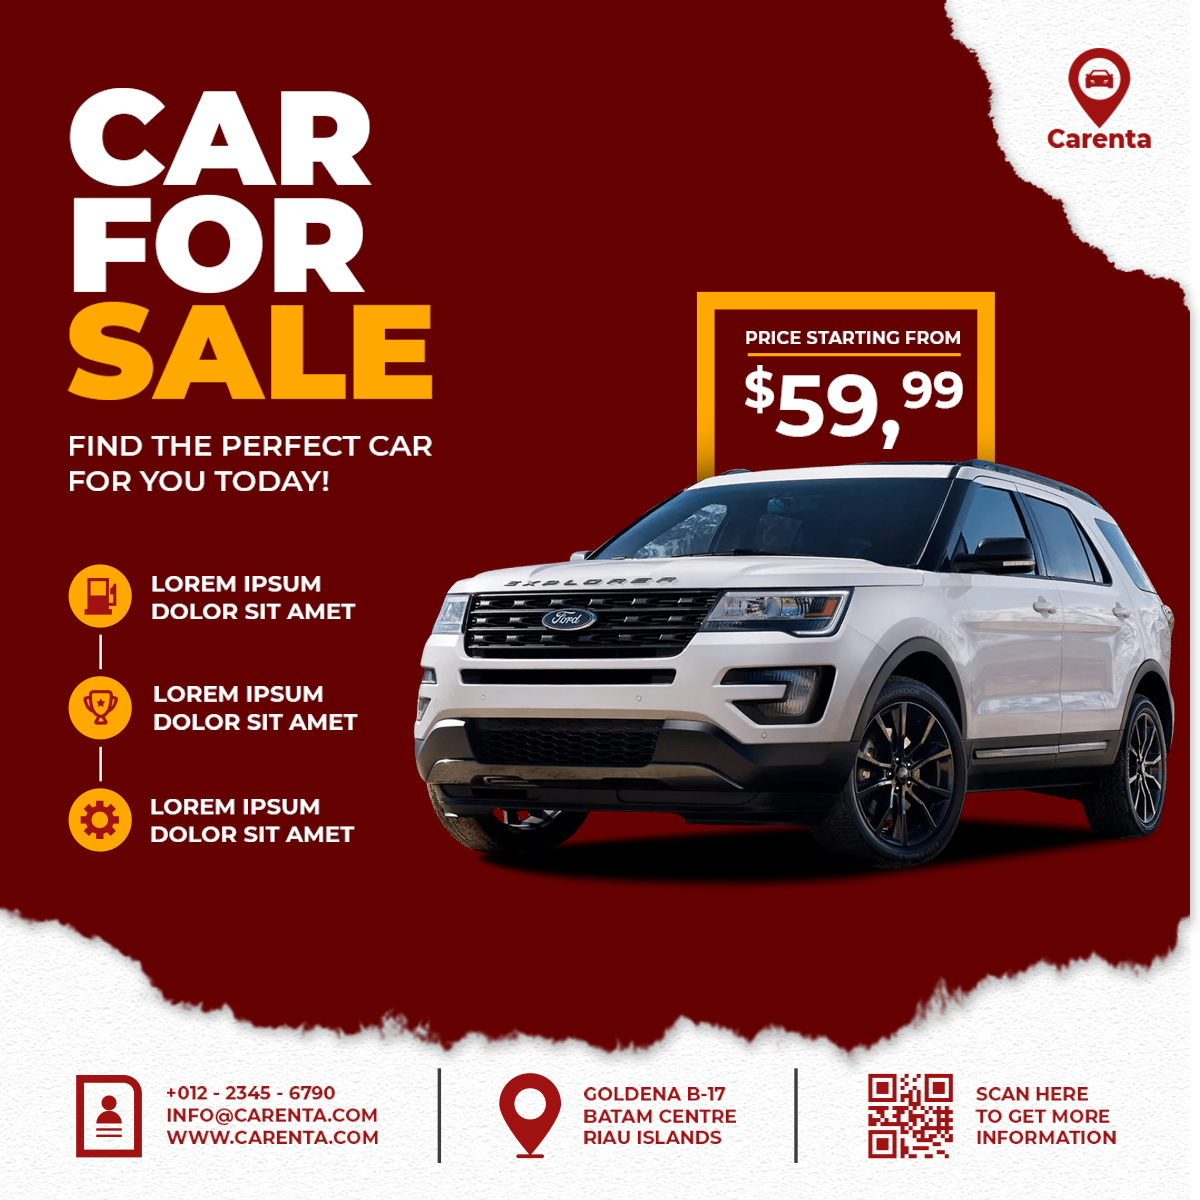 Carenta
CAR
FOR
SALE
FIND THE PERFECT CAR
FOR YOU TODAY!
PRICE STARTING FROM
$59,99
LOREM IPSUM
DOLOR SIT AMET
LOREM IPSUM
DOLOR SIT AMET
LOREM IPSUM
DOLOR SIT AMET
EXPLORER
Ford
+012 - 2345 - 6790
INFO@CARENTA.COM
WWW.CARENTA.COM
GOLDENA B-17
BATAM CENTRE
RIAU ISLANDS
SCAN HERE
TO GET MORE
INFORMATION